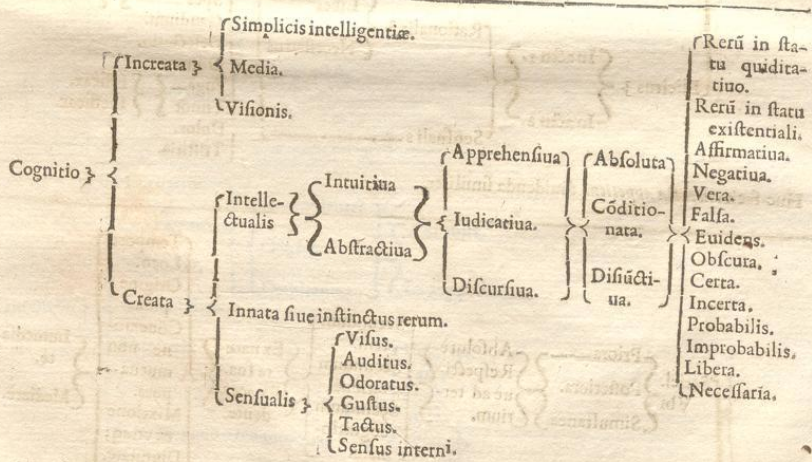 Cognitio
Increata
Simplicis intelligentiæ.
Media.
Viſionis.
Creata
Intelle-
ctualis
Intuitiua
Abſtractiua
Apprehenſiua
Iudicatiua.
Diſcurſiua.
Abſoluta
Cõditio-
nata.
Diſiũcti-
ua.
Rerũ in ſta-
tu quidita-
tiuo.
Rerũ in ſtatu
exiſtentiali.
Affirmatiua.
Negatiua.
Vera.
Falſa.
Euidens.
Obſcura.
Certa.
Incerta.
Probabilis.
Improbabilis.
Libera.
Neceſſaria.
Innata ſiue inſtinctus rerum.
Senſualis
Viſus.
Auditus.
Odoratus.
Guſtus.
Tactus.
Senſus interni.